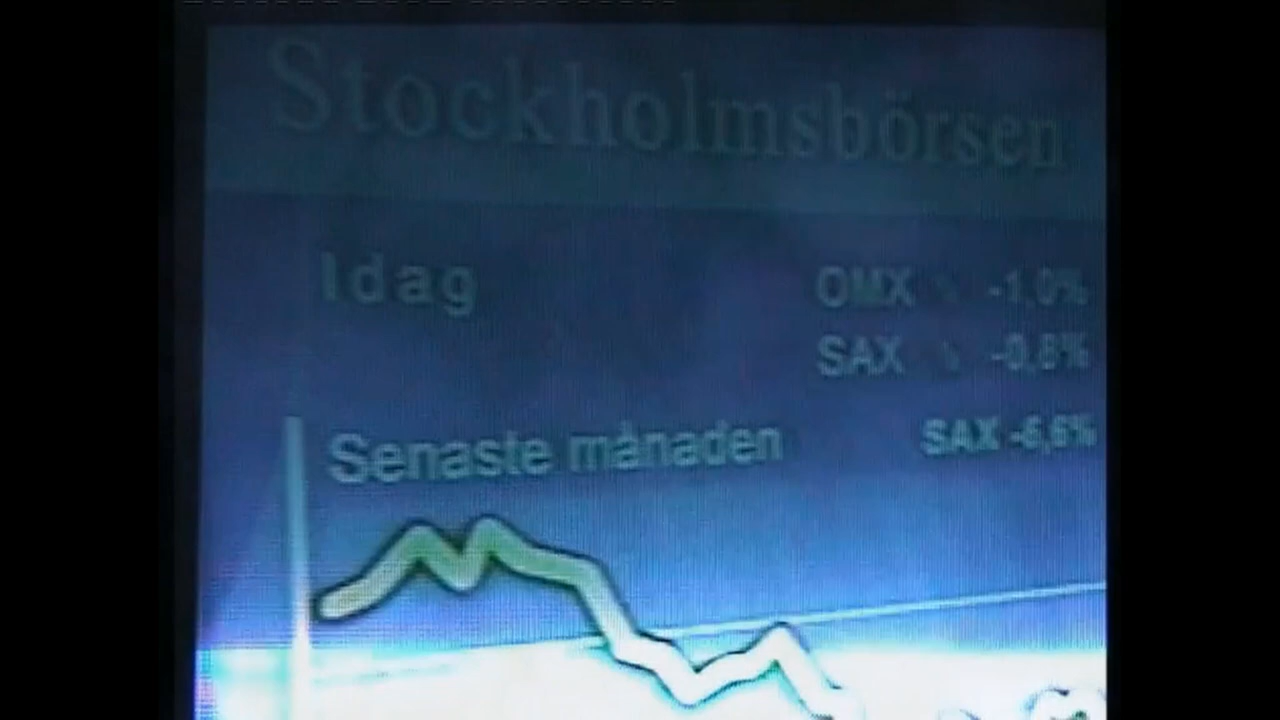 Stockholmsbörsen
Idag
OMX -1,0%
SAX -0,8%
Senaste månaden SAX -6,6%